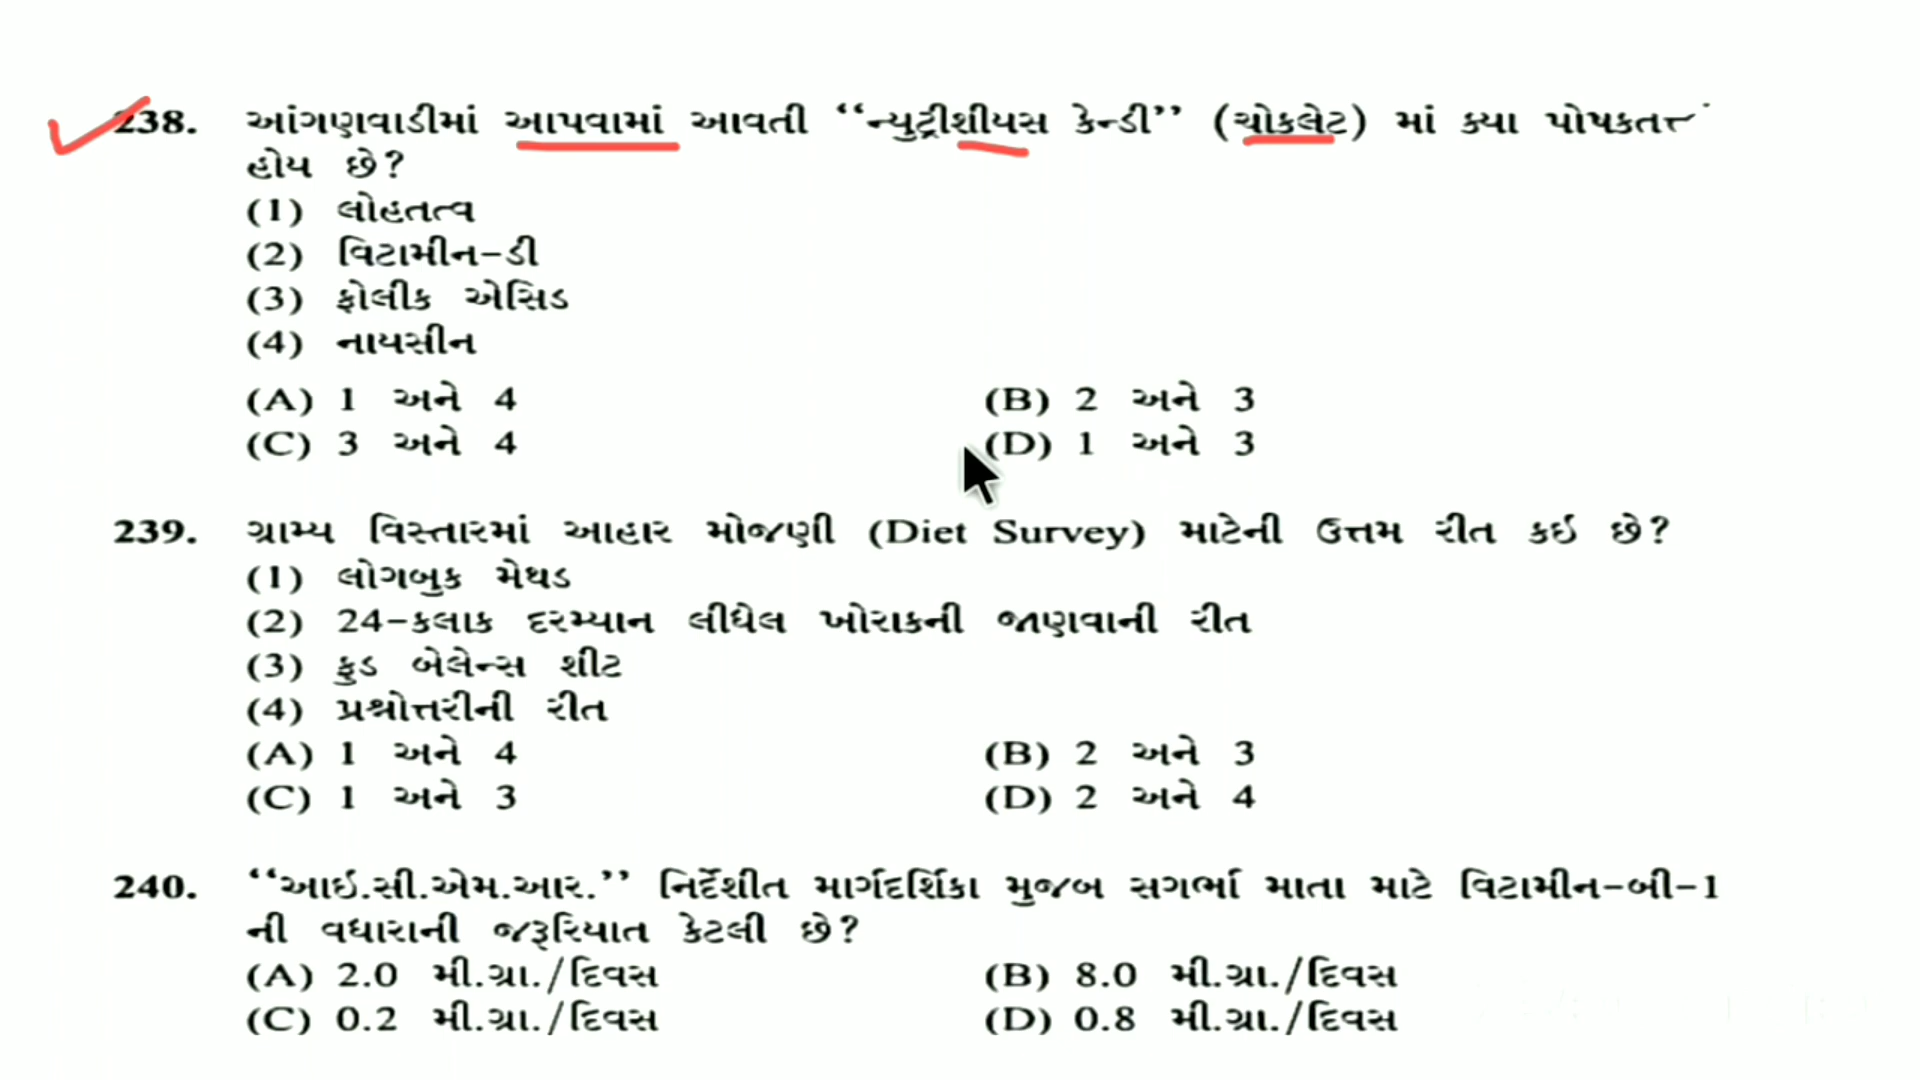 238. આંગણવાડીમાં આપવામાં આવતી “ન્યુટ્રીશીયસ કેન્ડી” (ચોકલેટ) માં ક્યા
હોય છે?
(1) લોહતત્વ
(2) વિટામીન-ડી
(3) ફોલીક એસિડ
(4) નાયસીન
(A) 1 અને 4 (B) 2 અને 3
(C) 3 અને 4 (D) 1 અને 3
239. ગ્રામ્ય વિસ્તારમાં આહાર મોજણી (Diet Survey) માટેની ઉત્તમ રીત કઇ છે?
(1) લોગબુક મેથડ
(2) 24-કલાક દરમ્યાન લીધેલ ખોરાકની જાણવાની રીત
(3) ફુડ બેલેન્સ શીટ
(4) પ્રશ્નોત્તરીની રીત
(A) 1 અને 4 (B) 2 અને 3
(C) 1 અને 3 (D) 2 અને 4
240. “આઇ.સી.એમ.આર.” નિર્દેશીત માર્ગદર્શિકા મુજબ સગર્ભા માતા માટે વિટામીન-બી-1
ની વધારાની જરૂરિયાત કેટલી છે?
(A) 2.0 મી.ગ્રા./દિવસ (B) 8.0 મી.ગ્રા./દિવસ
(C) 0.2 મી.ગ્રા./દિવસ (D) 0.8 મી.ગ્રા./દિવસ